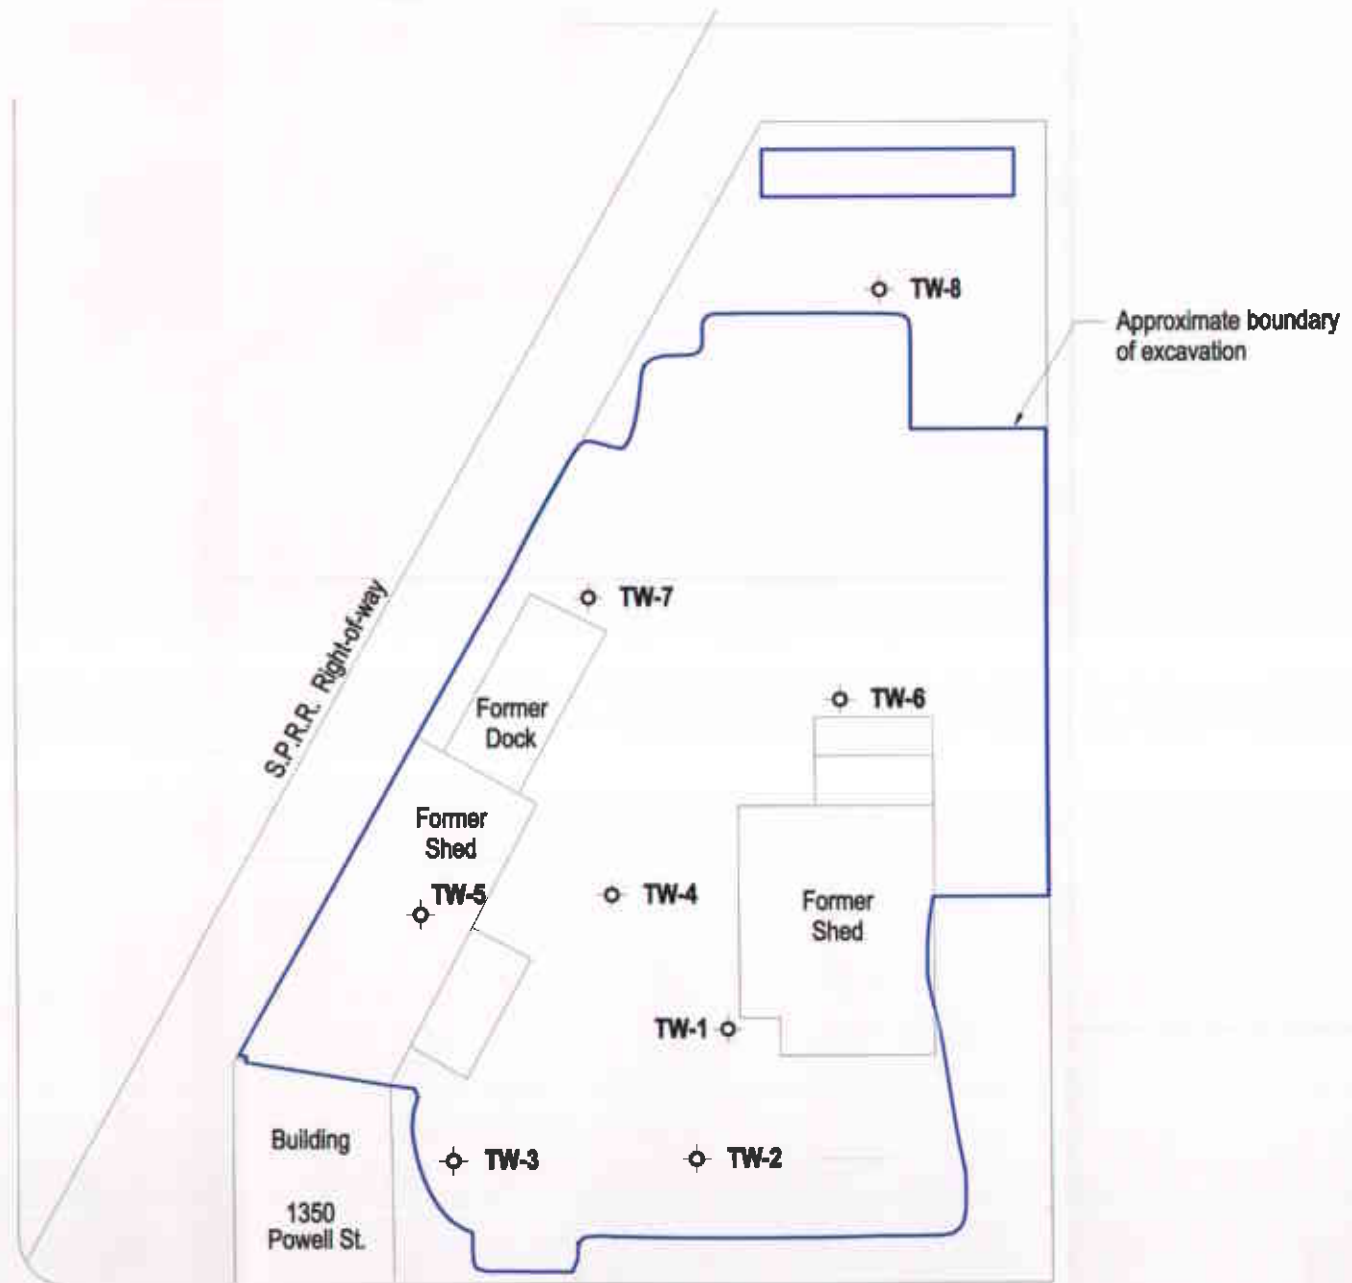 TW-8
Approximate boundary
of excavation
TW-7
S.P.R.R. Right-of-way
TW-6
Former
Dock
Former
Shed
TW-5
TW-4
Former
Shed
TW-1
Building
TW-3
TW-2
1350
Powell St.